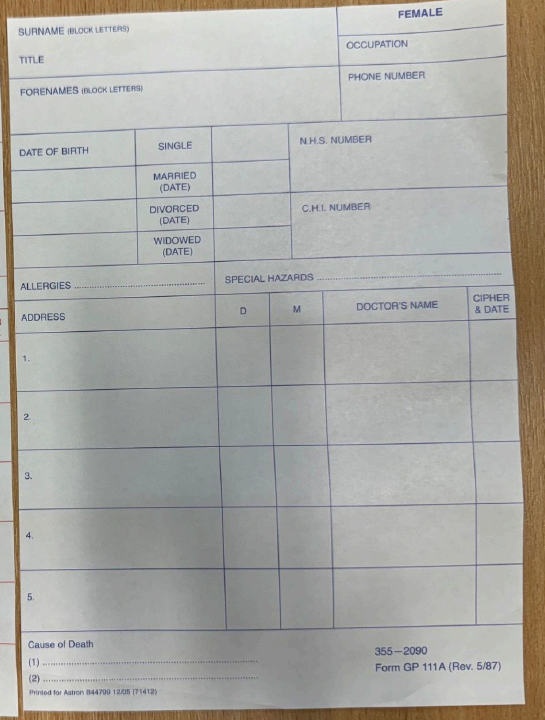 SURNAME (BLOCK LETTERS)
FEMALE
TITLE
OCCUPATION
FORENAMES (BLOCK LETTERS)
PHONE NUMBER
DATE OF BIRTH
SINGLE
N.H.S. NUMBER
MARRIED
(DATE)
DIVORCED
(DATE)
C.H.I. NUMBER
WIDOWED
(DATE)
ALLERGIES
SPECIAL HAZARDS
ADDRESS
D
M
DOCTOR'S NAME
CIPHER
& DATE
1.
2.
3.
4.
5.
Cause of Death
(1)
(2)
355—2090
Form GP 111A (Rev. 5/87)
Printed for Astron B44799 12/05 (71412)